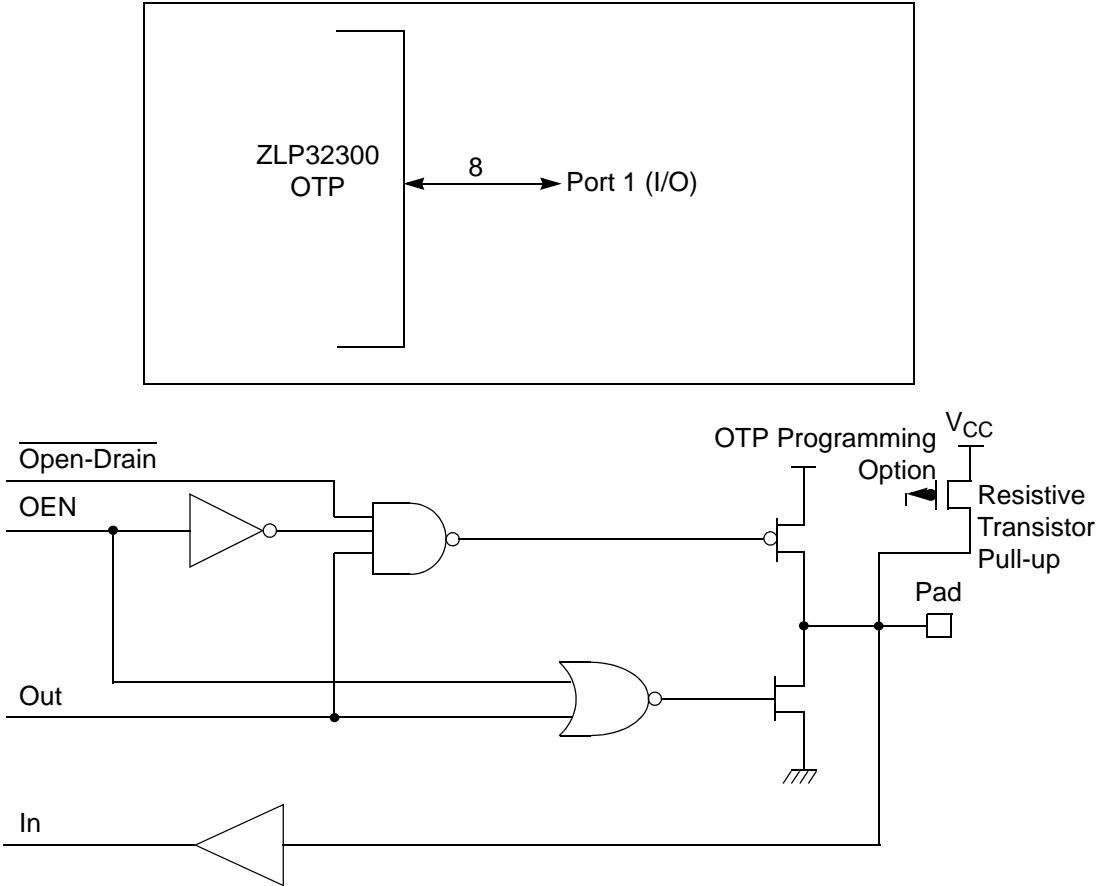 ZLP32300
OTP
8
Port 1 (I/O)
Open-Drain
OEN
OTP Programming
Option
VCC
Resistive
Transistor
Pull-up
Pad
Out
In